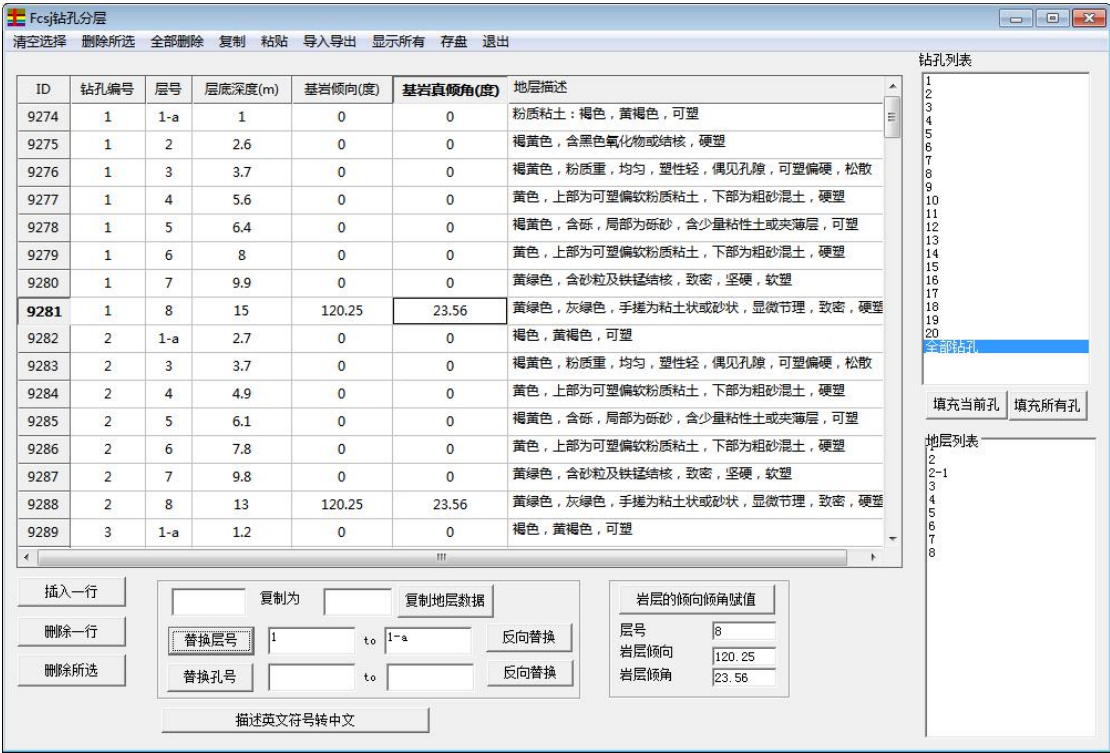 Fcsj钻孔分层
清空选择 删除所选 全部删除 复制 粘贴 导入导出 显示所有 存盘 退出
ID 钻孔编号 层号 层底深度(m) 基岩倾向(度) 基岩真倾角(度) 地层描述
9274 1 1-a 1 0 0 粉质粘土：褐色，黄褐色，可塑
9275 1 2 2.6 0 0 褐黄色，含黑色氧化物或结核，硬塑
9276 1 3 3.7 0 0 褐黄色，粉质重，均匀，塑性轻，偶见孔隙，可塑偏硬，松散
9277 1 4 5.6 0 0 黄色，上部为可塑偏软粉质粘土，下部为粗砂混土，硬塑
9278 1 5 6.4 0 0 褐黄色，含砾，局部为砾砂，含少量粘性土或夹薄层，可塑
9279 1 6 8 0 0 黄色，上部为可塑偏软粉质粘土，下部为粗砂混土，硬塑
9280 1 7 9.9 0 0 黄绿色，含砂粒及铁锰结核，致密，坚硬，软塑
9281 1 8 15 120.25 23.56 黄绿色，灰绿色，手搓为粘土状或砂状，显微节理，致密，硬塑
9282 2 1-a 2.7 0 0 褐色，黄褐色，可塑
9283 2 3 3.7 0 0 褐黄色，粉质重，均匀，塑性轻，偶见孔隙，可塑偏硬，松散
9284 2 4 4.9 0 0 黄色，上部为可塑偏软粉质粘土，下部为粗砂混土，硬塑
9285 2 5 6.1 0 0 褐黄色，含砾，局部为砾砂，含少量粘性土或夹薄层，可塑
9286 2 6 7.8 0 0 黄色，上部为可塑偏软粉质粘土，下部为粗砂混土，硬塑
9287 2 7 9.8 0 0 黄绿色，含砂粒及铁锰结核，致密，坚硬，软塑
9288 2 8 13 120.25 23.56 黄绿色，灰绿色，手搓为粘土状或砂状，显微节理，致密，硬塑
9289 3 1-a 1.2 0 0 褐色，黄褐色，可塑
钻孔列表
1
2
3
4
5
6
7
8
9
10
11
12
13
14
15
16
17
18
19
20
全部钻孔
填充当前孔 填充所有孔
地层列表
1
2
2-1
3
4
5
6
7
8
插入一行
删除一行
删除所选
复制为 复制地层数据
替换层号 1 to 1-a 反向替换
替换孔号 to 反向替换
描述英文符号转中文
岩层的倾向倾角赋值
层号 8
岩层倾向 120.25
岩层倾角 23.56